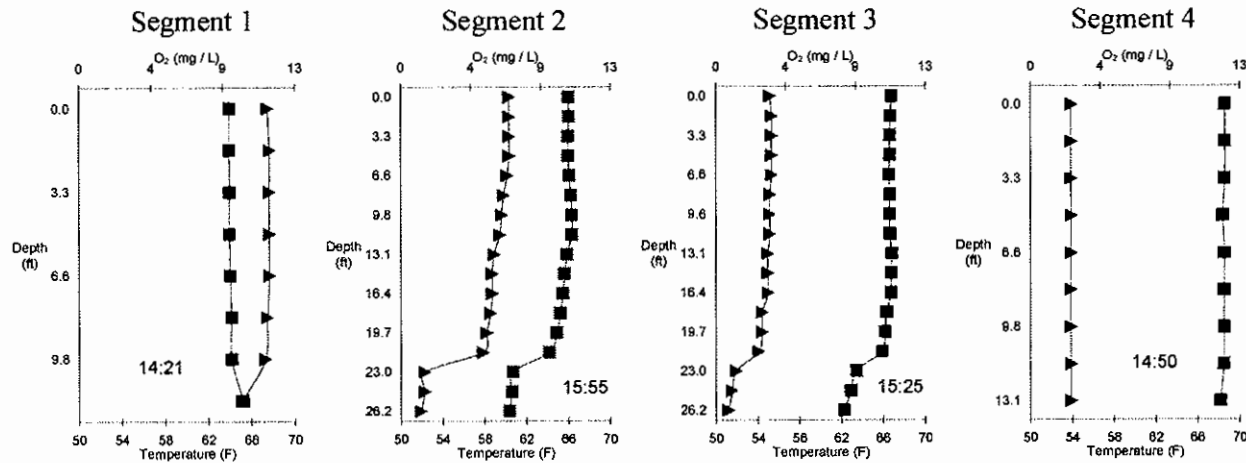 Segment 1
O₂ (mg / L)
0 4 9 13
0.0
3.3
Depth
(ft)
6.6
9.8
14:21
50 54 58 62 66 70
Temperature (F)
Segment 2
O₂ (mg / L)
0 4 9 13
0.0
3.3
6.6
9.8
Depth
(ft)
13.1
16.4
19.7
23.0
15:55
26.2
50 54 58 62 66 70
Temperature (F)
Segment 3
O₂ (mg / L)
0 4 9 13
0.0
3.3
6.6
9.8
Depth
(ft)
13.1
16.4
19.7
23.0
15:25
26.2
50 54 58 62 66 70
Temperature (F)
Segment 4
O₂ (mg / L)
0 4 9 13
0.0
3.3
Depth
(ft)
6.6
9.8
14:50
13.1
50 54 58 62 66 70
Temperature (F)